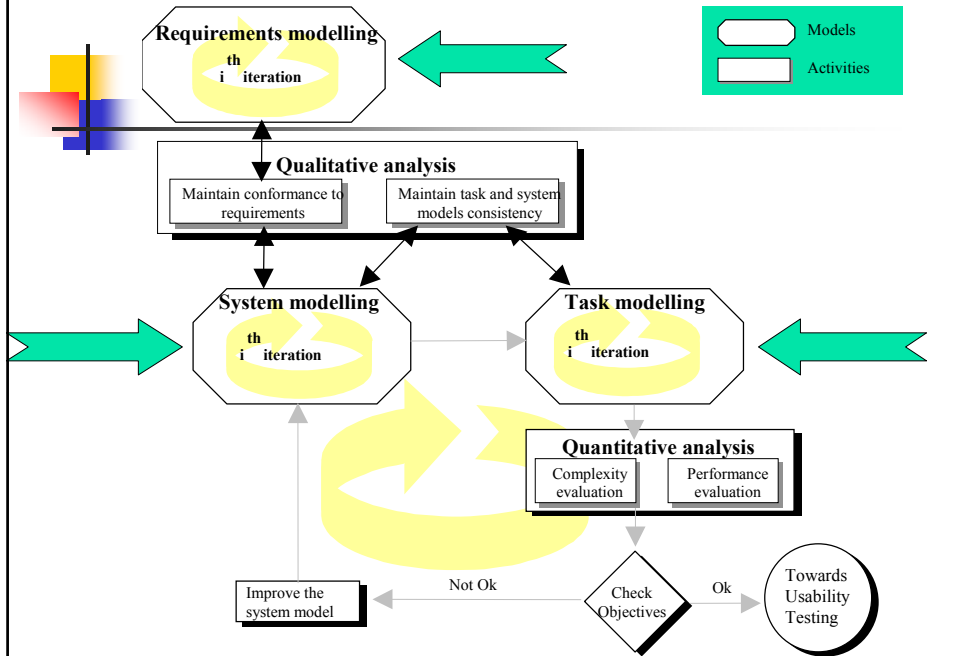 Requirements modelling
th
i iteration
Models
Activities
Qualitative analysis
Maintain conformance to
requirements
Maintain task and system
models consistency
System modelling
th
i iteration
Task modelling
th
i iteration
Quantitative analysis
Complexity
evaluation
Performance
evaluation
Improve the
system model
Not Ok
Check
Objectives
Ok
Towards
Usability
Testing